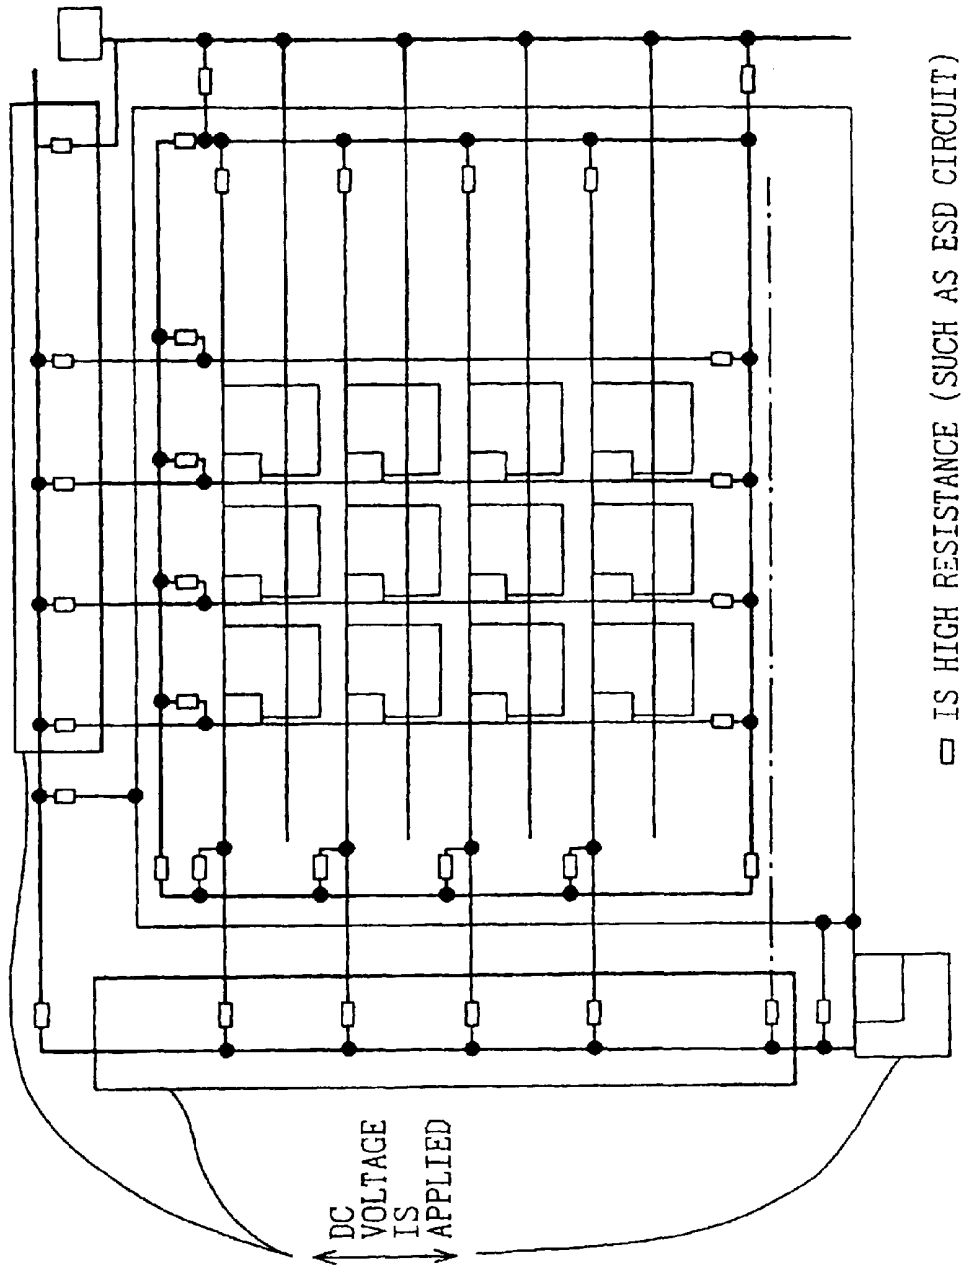 DC
VOLTAGE
IS
APPLIED
▭ IS HIGH RESISTANCE (SUCH AS ESD CIRCUIT)